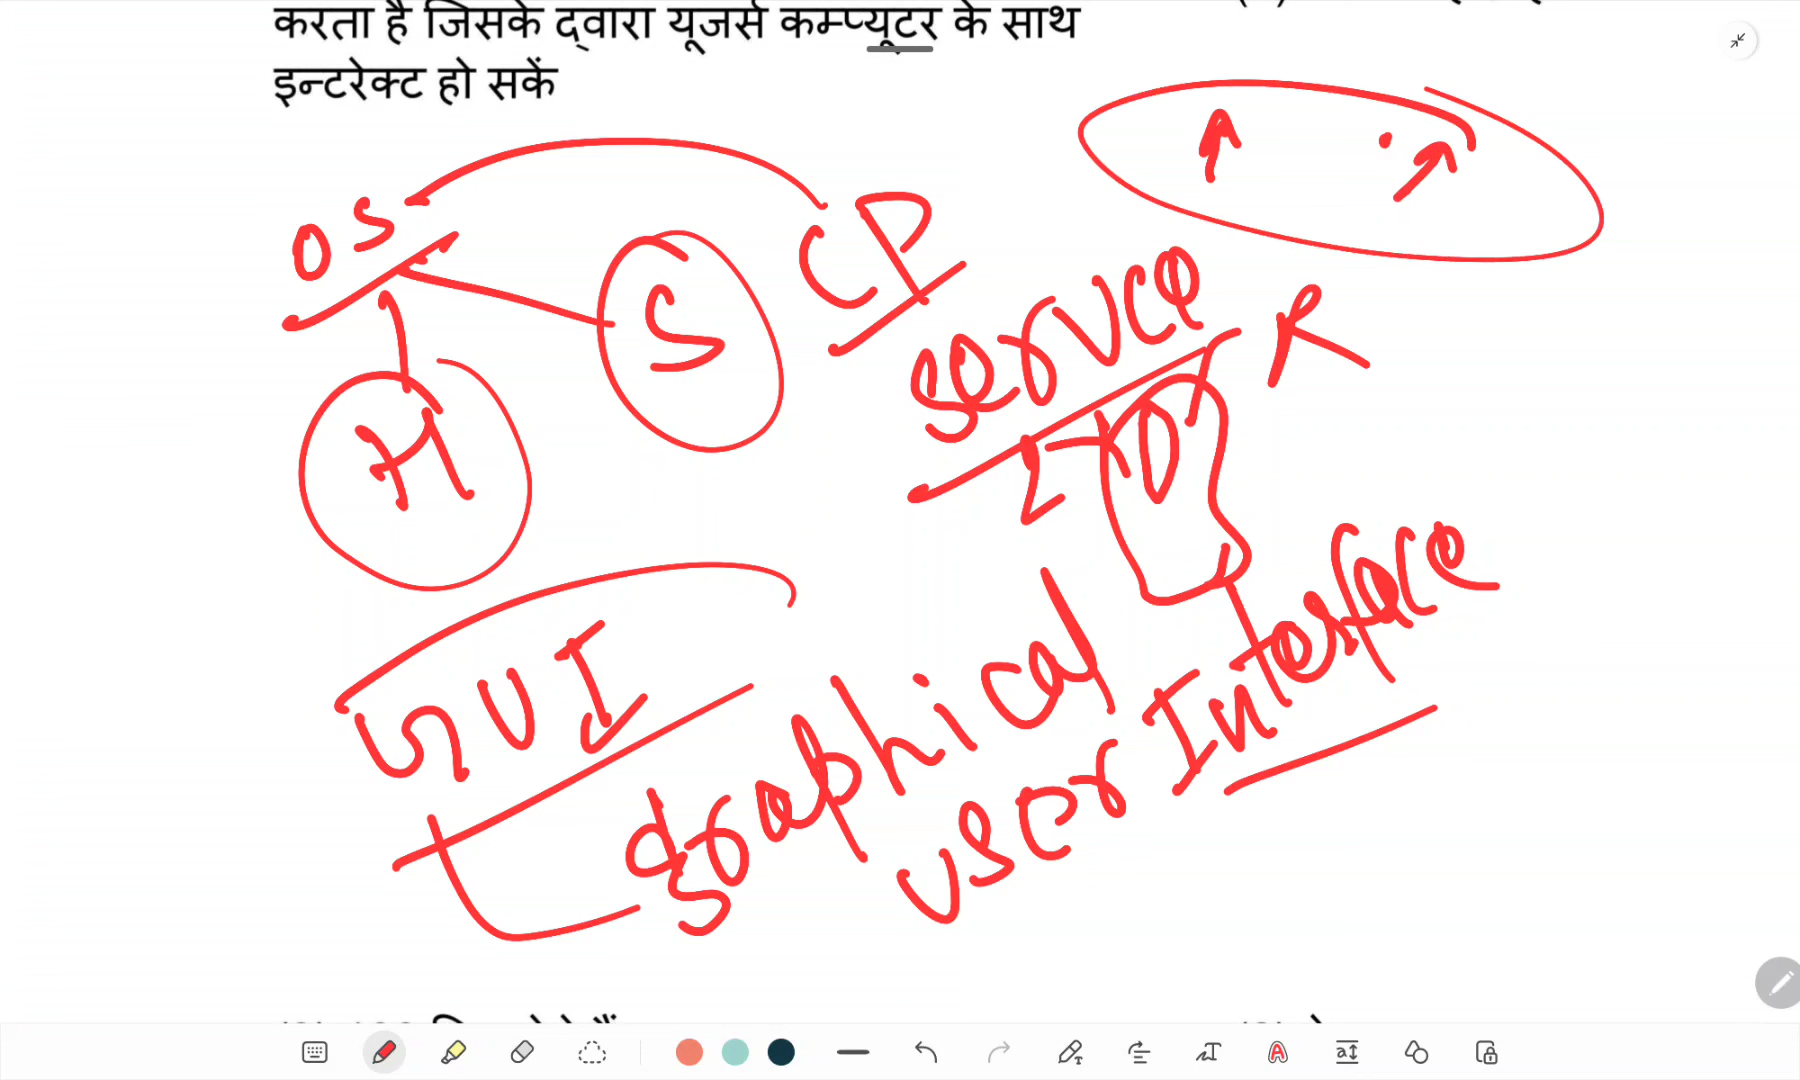 करता है जिसके द्वारा यूजर्स कम्प्यूटर के साथ
इन्टरेक्ट हो सकें
OS
S
CP
H
Service
R
GUI
graphical
user Interface